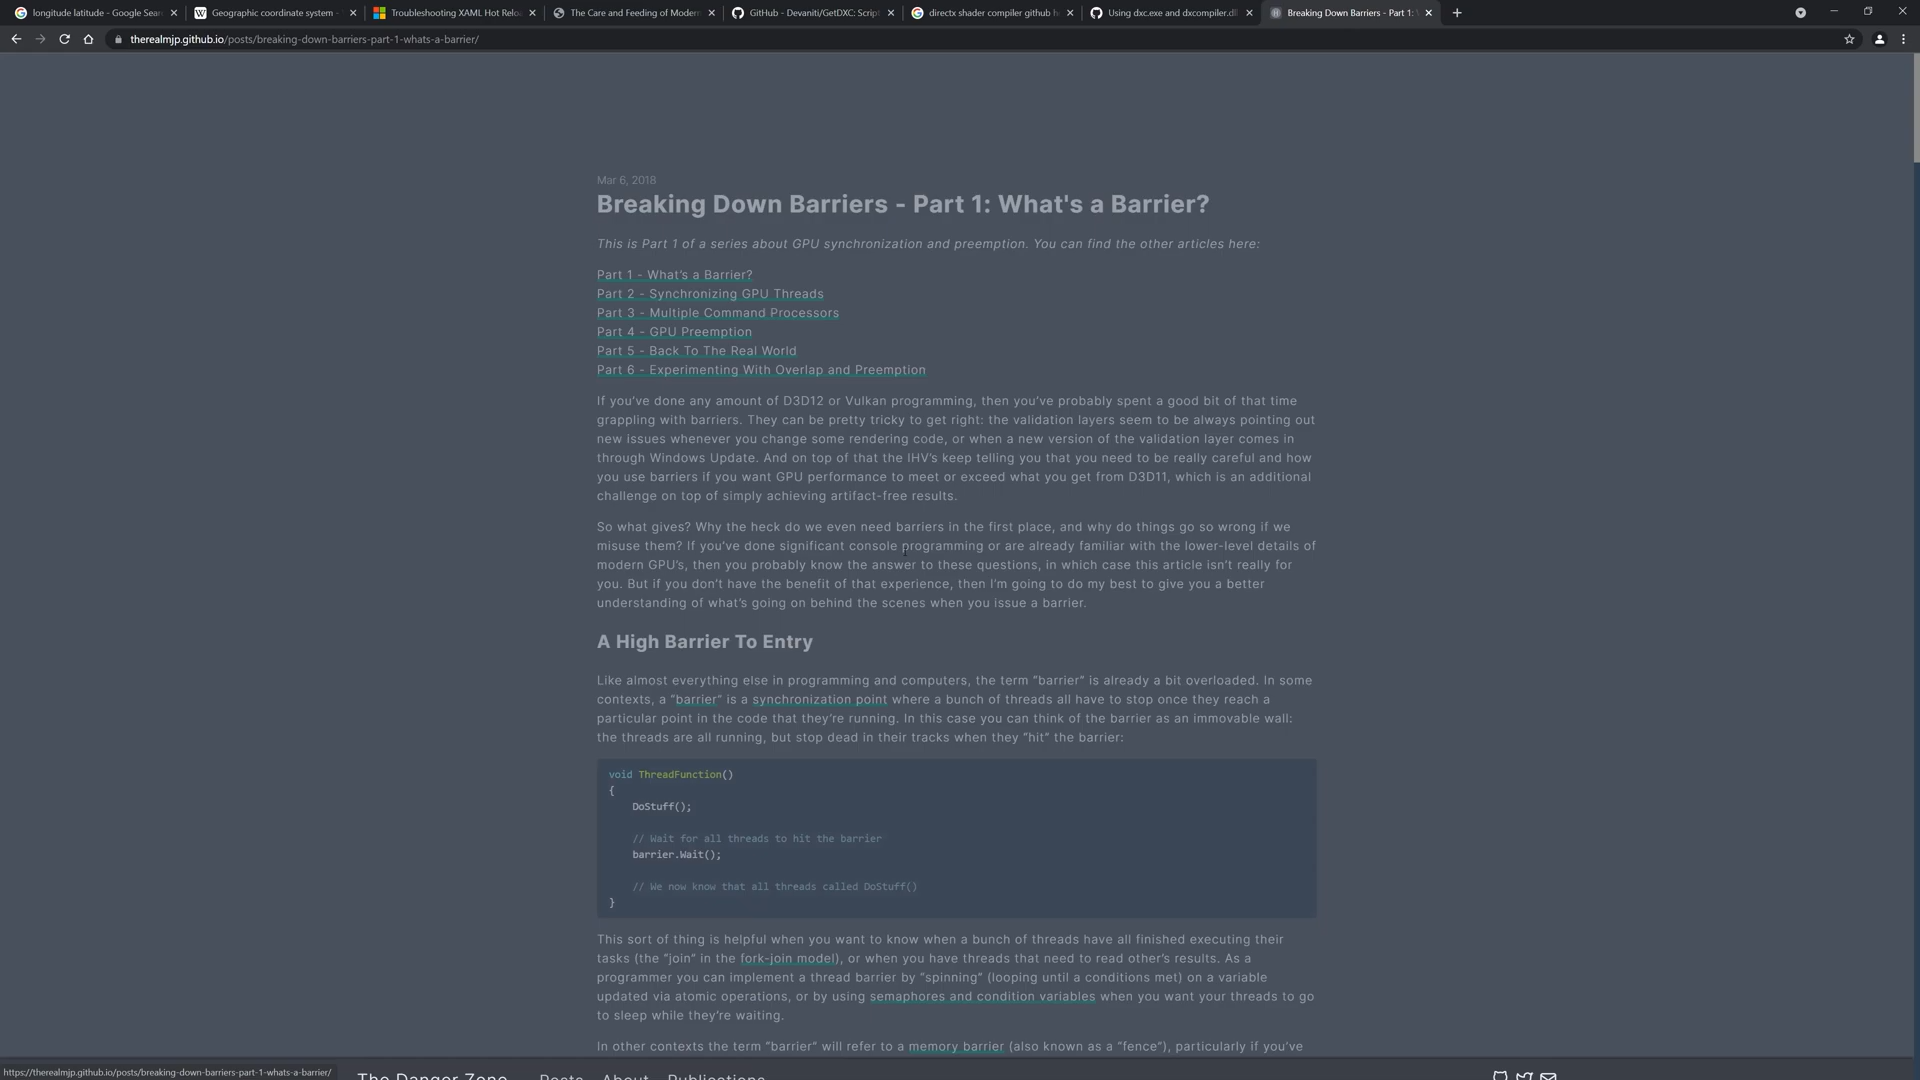 longitude latitude - Google Sear
Geographic coordinate system -
Troubleshooting XAML Hot Reloa
The Care and Feeding of Modern
GitHub - Devaniti/GetDXC: Script
directx shader compiler github h
Using dxc.exe and dxcompiler.dl
Breaking Down Barriers - Part 1:
therealmjp.github.io/posts/breaking-down-barriers-part-1-whats-a-barrier/
Mar 6, 2018
Breaking Down Barriers - Part 1: What's a Barrier?
This is Part 1 of a series about GPU synchronization and preemption. You can find the other articles here:
Part 1 - What's a Barrier?
Part 2 - Synchronizing GPU Threads
Part 3 - Multiple Command Processors
Part 4 - GPU Preemption
Part 5 - Back To The Real World
Part 6 - Experimenting With Overlap and Preemption
If you've done any amount of D3D12 or Vulkan programming, then you've probably spent a good bit of that time
grappling with barriers. They can be pretty tricky to get right: the validation layers seem to be always pointing out
new issues whenever you change some rendering code, or when a new version of the validation layer comes in
through Windows Update. And on top of that the IHV's keep telling you that you need to be really careful and how
you use barriers if you want GPU performance to meet or exceed what you get from D3D11, which is an additional
challenge on top of simply achieving artifact-free results.
So what gives? Why the heck do we even need barriers in the first place, and why do things go so wrong if we
misuse them? If you've done significant console programming or are already familiar with the lower-level details of
modern GPU's, then you probably know the answer to these questions, in which case this article isn't really for
you. But if you don't have the benefit of that experience, then I'm going to do my best to give you a better
understanding of what's going on behind the scenes when you issue a barrier.
A High Barrier To Entry
Like almost everything else in programming and computers, the term "barrier" is already a bit overloaded. In some
contexts, a "barrier" is a synchronization point where a bunch of threads all have to stop once they reach a
particular point in the code that they're running. In this case you can think of the barrier as an immovable wall:
the threads are all running, but stop dead in their tracks when they "hit" the barrier:
void ThreadFunction()
{
DoStuff();
// Wait for all threads to hit the barrier
barrier.Wait();
// We now know that all threads called DoStuff()
}
This sort of thing is helpful when you want to know when a bunch of threads have all finished executing their
tasks (the "join" in the fork-join model), or when you have threads that need to read other's results. As a
programmer you can implement a thread barrier by "spinning" (looping until a conditions met) on a variable
updated via atomic operations, or by using semaphores and condition variables when you want your threads to go
to sleep while they're waiting.
In other contexts the term "barrier" will refer to a memory barrier (also known as a "fence"), particularly if you've
https://therealmjp.github.io/posts/breaking-down-barriers-part-1-whats-a-barrier/
The Danger Zone Posts About Publications